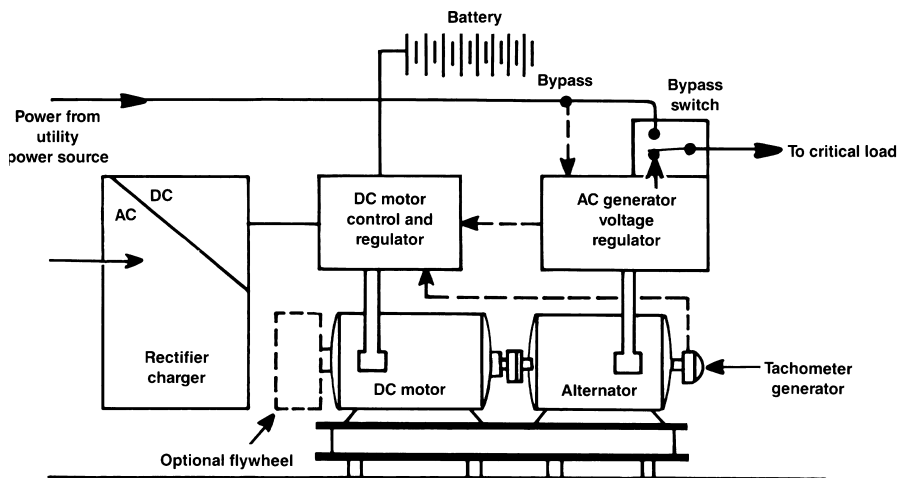 Battery
Bypass
Bypass
switch
Power from
utility
power source
To critical load
DC
AC
DC motor
control and
regulator
AC generator
voltage
regulator
Rectifier
charger
DC motor
Alternator
Tachometer
generator
Optional flywheel